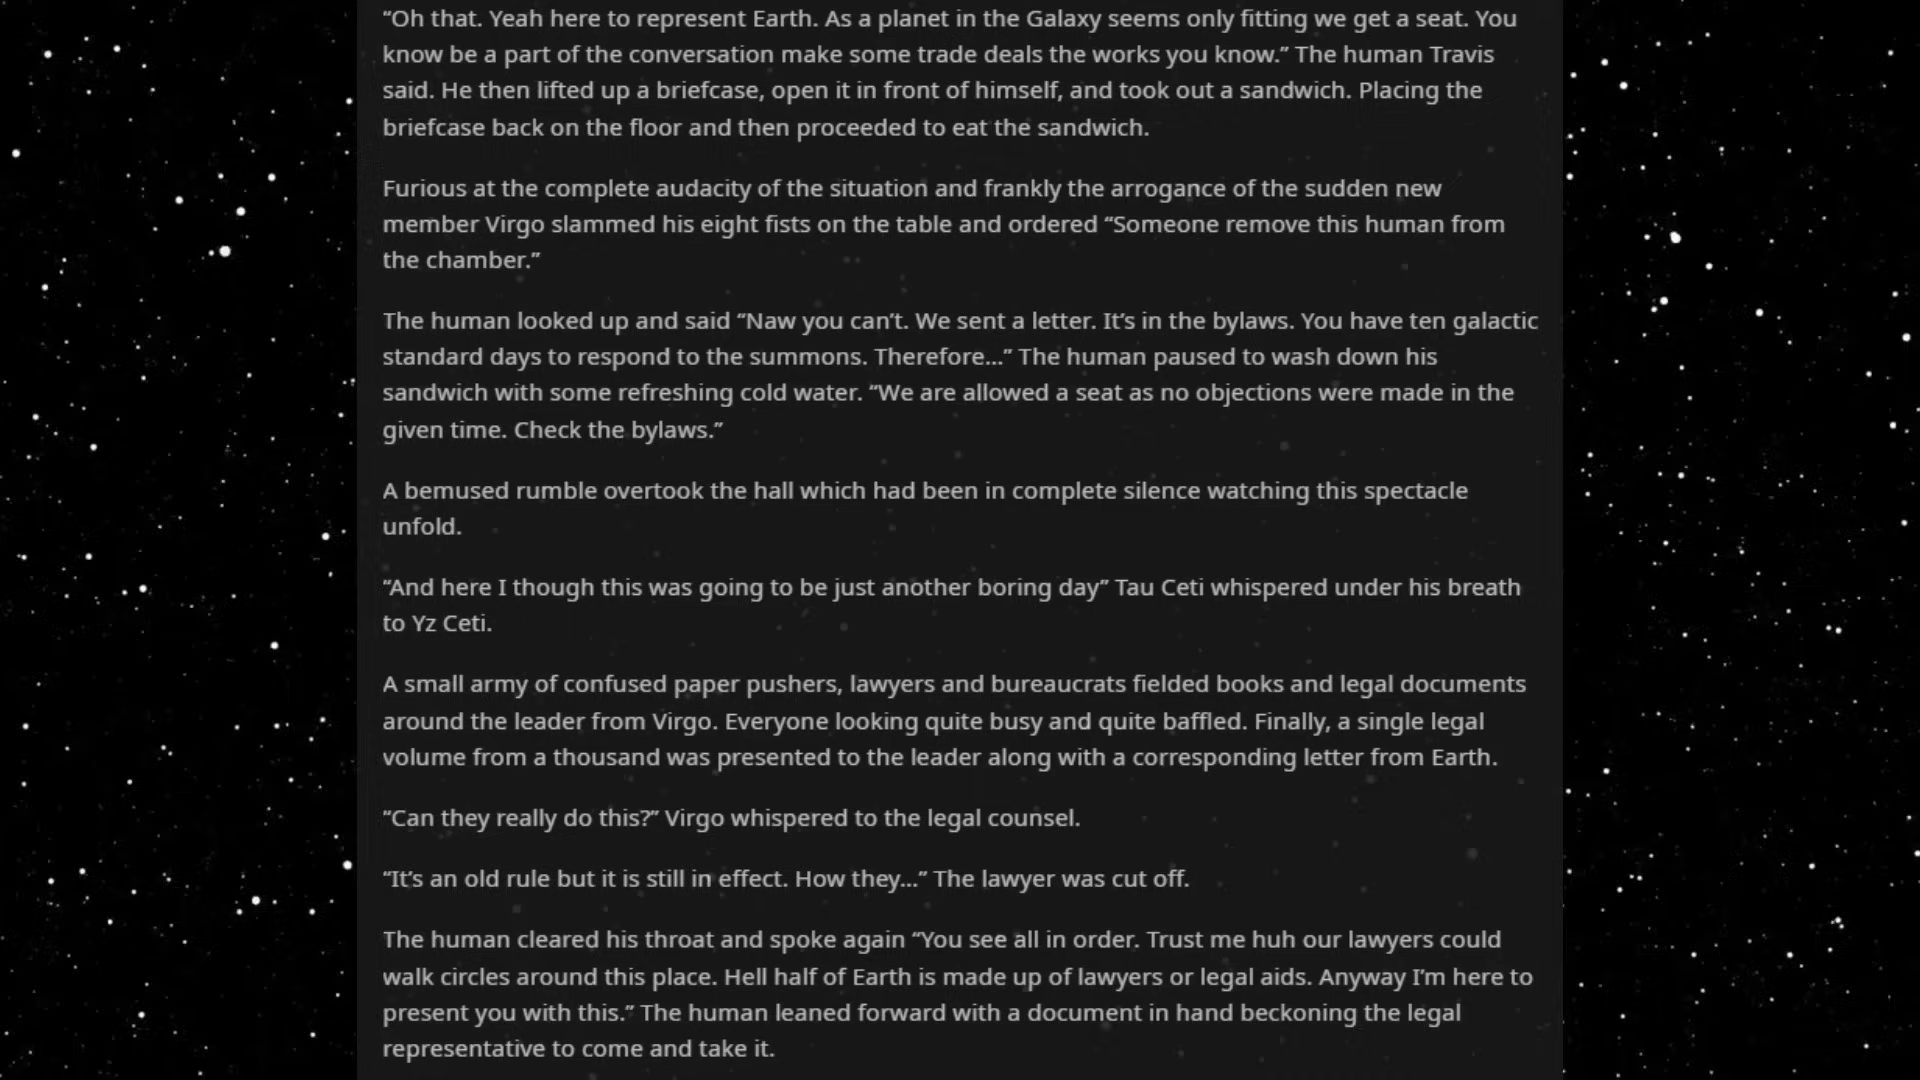 “Oh that. Yeah here to represent Earth. As a planet in the Galaxy seems only fitting we get a seat. You
know be a part of the conversation make some trade deals the works you know.” The human Travis
said. He then lifted up a briefcase, open it in front of himself, and took out a sandwich. Placing the
briefcase back on the floor and then proceeded to eat the sandwich.
Furious at the complete audacity of the situation and frankly the arrogance of the sudden new
member Virgo slammed his eight fists on the table and ordered “Someone remove this human from
the chamber.”
The human looked up and said “Naw you can’t. We sent a letter. It’s in the bylaws. You have ten galactic
standard days to respond to the summons. Therefore…” The human paused to wash down his
sandwich with some refreshing cold water. “We are allowed a seat as no objections were made in the
given time. Check the bylaws.”
A bemused rumble overtook the hall which had been in complete silence watching this spectacle
unfold.
“And here I though this was going to be just another boring day” Tau Ceti whispered under his breath
to Yz Ceti.
A small army of confused paper pushers, lawyers and bureaucrats fielded books and legal documents
around the leader from Virgo. Everyone looking quite busy and quite baffled. Finally, a single legal
volume from a thousand was presented to the leader along with a corresponding letter from Earth.
“Can they really do this?” Virgo whispered to the legal counsel.
“It’s an old rule but it is still in effect. How they…” The lawyer was cut off.
The human cleared his throat and spoke again “You see all in order. Trust me huh our lawyers could
walk circles around this place. Hell half of Earth is made up of lawyers or legal aids. Anyway I’m here to
present you with this.” The human leaned forward with a document in hand beckoning the legal
representative to come and take it.